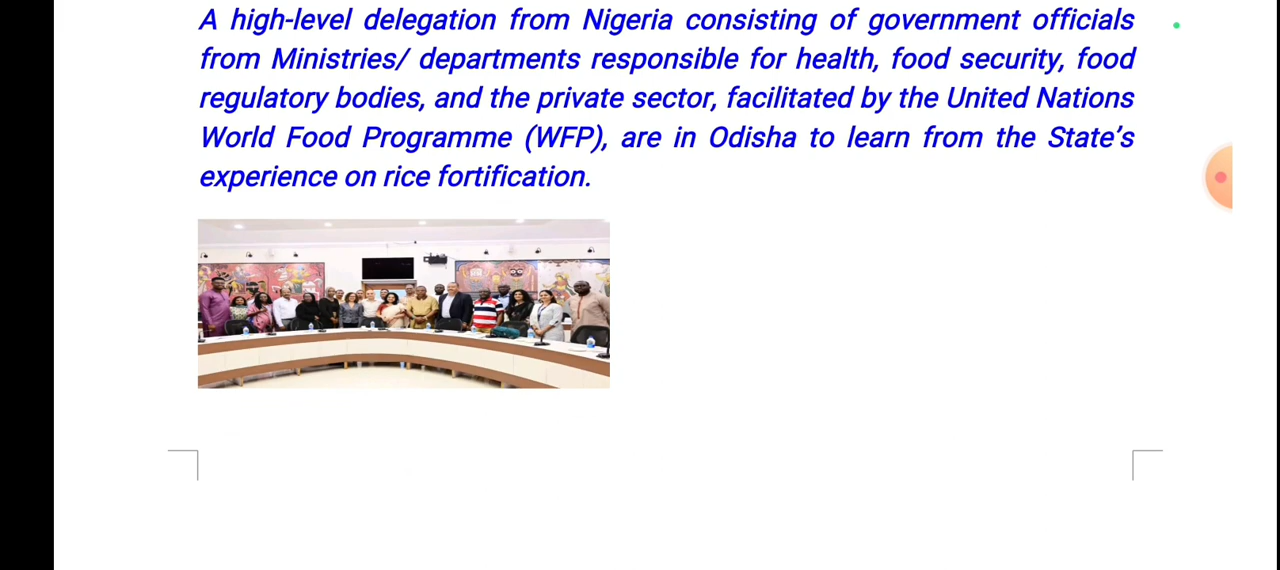 A high-level delegation from Nigeria consisting of government officials
from Ministries/ departments responsible for health, food security, food
regulatory bodies, and the private sector, facilitated by the United Nations
World Food Programme (WFP), are in Odisha to learn from the State’s
experience on rice fortification.